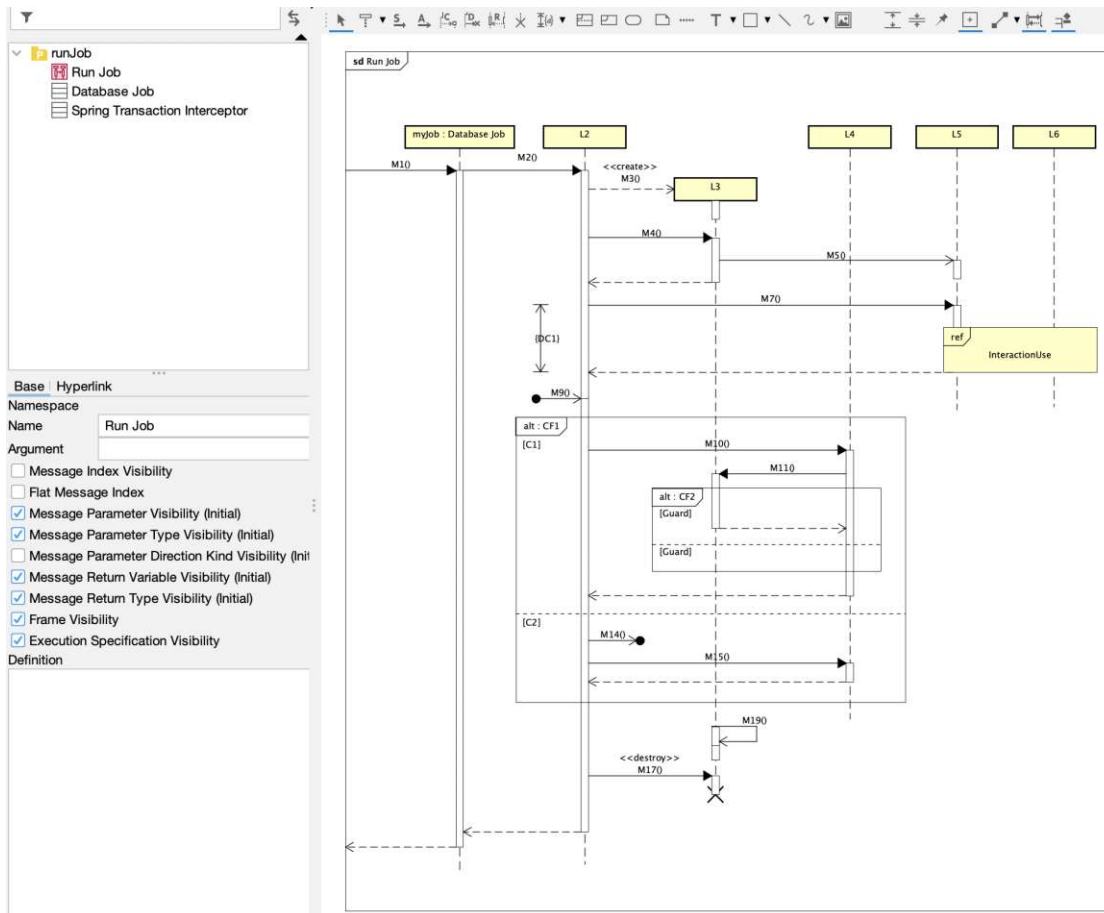 runJob
Run Job
Database Job
Spring Transaction Interceptor
Base Hyperlink
Namespace
Name Run Job
Argument
Message Index Visibility
Flat Message Index
Message Parameter Visibility (Initial)
Message Parameter Type Visibility (Initial)
Message Parameter Direction Kind Visibility (Init
Message Return Variable Visibility (Initial)
Message Return Type Visibility (Initial)
Frame Visibility
Execution Specification Visibility
Definition
sd Run Job
myJob : Database Job
L2
L4
L5
L6
M1()
M2()
<<create>>
M3()
L3
M4()
M5()
M7()
{DC1}
ref
InteractionUse
M9()
alt : CF1
[C1]
M10()
M11()
alt : CF2
[Guard]
[Guard]
[C2]
M14()
M15()
M19()
<<destroy>>
M17()